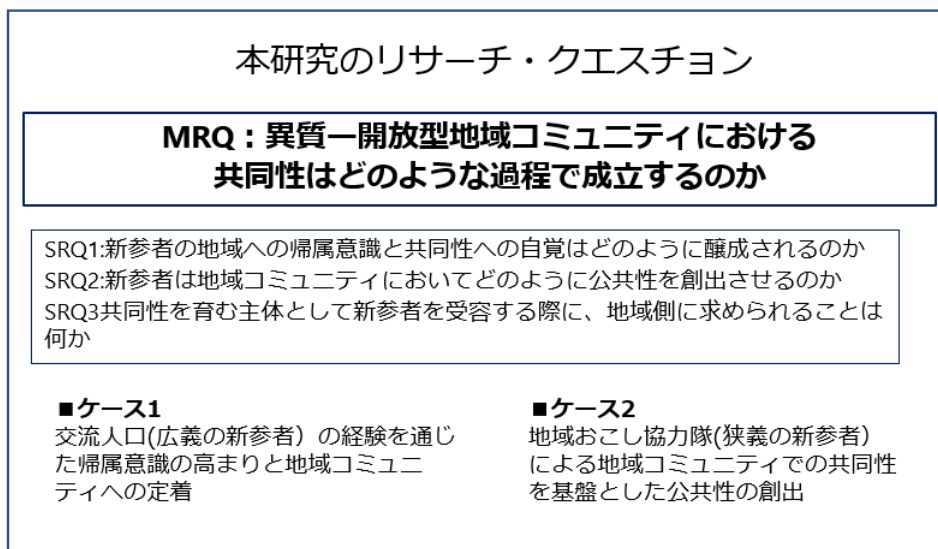 本研究のリサーチ・クエスチョン
MRQ：異質ー開放型地域コミュニティにおける
共同性はどのような過程で成立するのか
SRQ1:新参者の地域への帰属意識と共同性への自覚はどのように醸成されるのか
SRQ2:新参者は地域コミュニティにおいてどのように公共性を創出させるのか
SRQ3共同性を育む主体として新参者を受容する際に、地域側に求められることは
何か
■ケース1
交流人口(広義の新参者）の経験を通じ
た帰属意識の高まりと地域コミュニ
ティへの定着
■ケース2
地域おこし協力隊(狭義の新参者）
による地域コミュニティでの共同性
を基盤とした公共性の創出